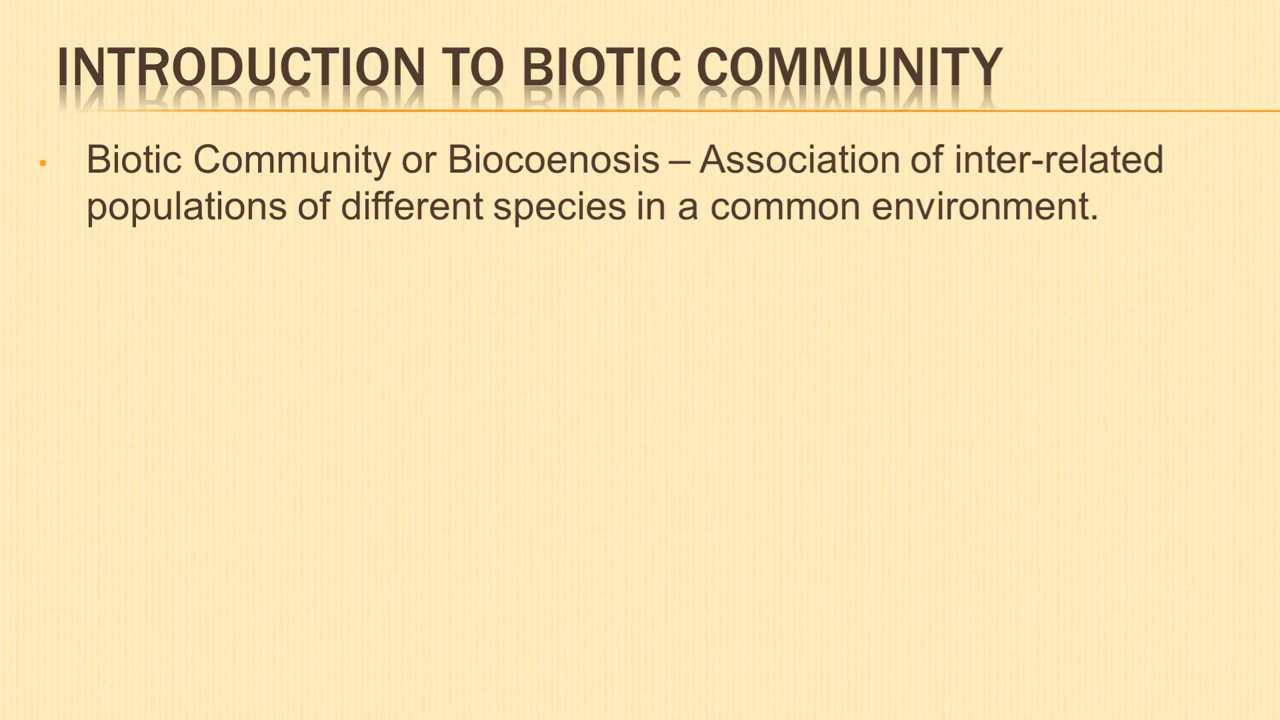 INTRODUCTION TO BIOTIC COMMUNITY
• Biotic Community or Biocoenosis – Association of inter-related
populations of different species in a common environment.